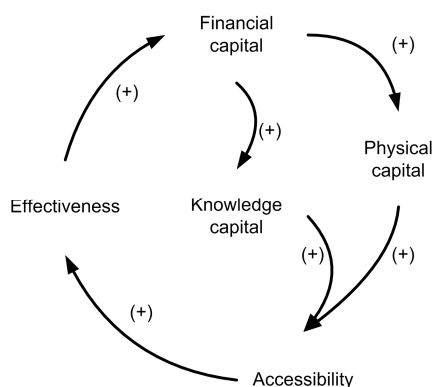 Financial
capital
(+)
(+)
(+)
Physical
capital
Effectiveness
Knowledge
capital
(+)
(+)
(+)
Accessibility